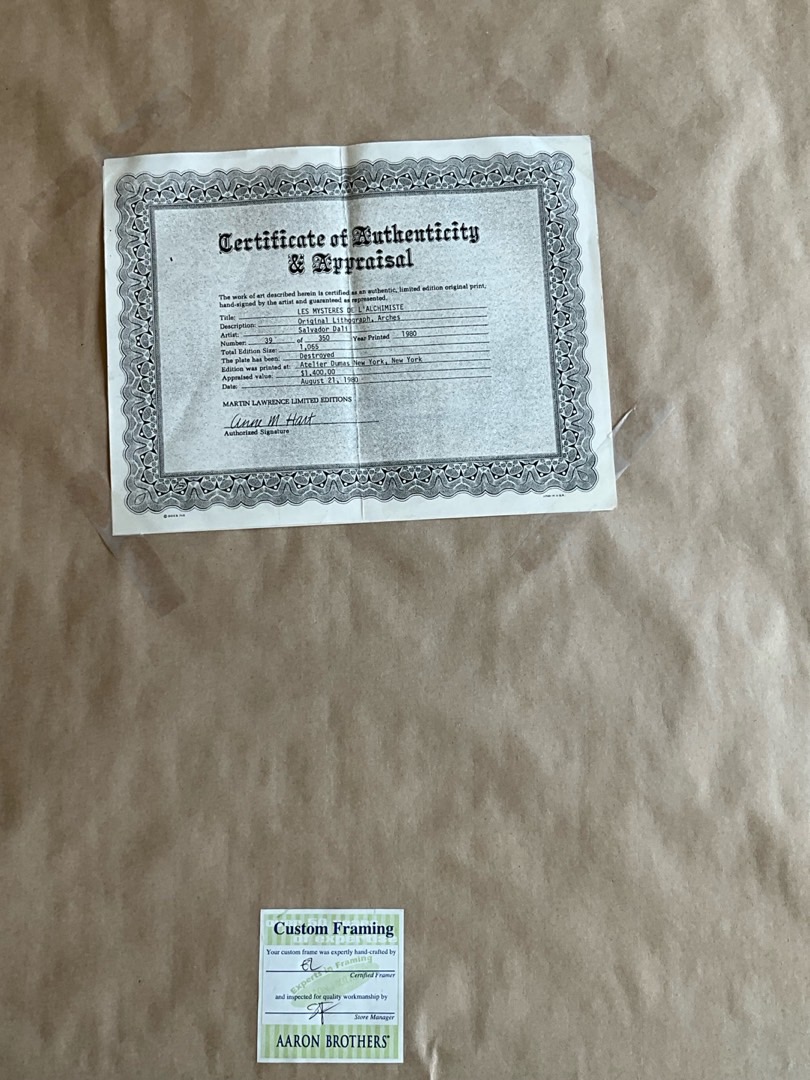 Certificate of Authenticity
& Appraisal
The work of art described herein is certified as an authentic, limited edition original print,
hand-signed by the artist and guaranteed as represented.
Title: LES MYSTERES DE L'ALCHIMISTE
Description: Original Lithograph, Arches
Artist: Salvador Dali
Number: 39 of 350 Year Printed 1980
Total Edition Size: 1,065
The plate has been: Destroyed
Edition was printed at: Atelier Dumas New York, New York
Appraised value: $1,400.00
Date: August 21, 1980
MARTIN LAWRENCE LIMITED EDITIONS
Anne M Hart
Authorized Signature
Custom Framing
Your custom frame was expertly hand-crafted by
Experts in Framing
Certified Framer
and inspected for quality workmanship by
Store Manager
AARON BROTHERS